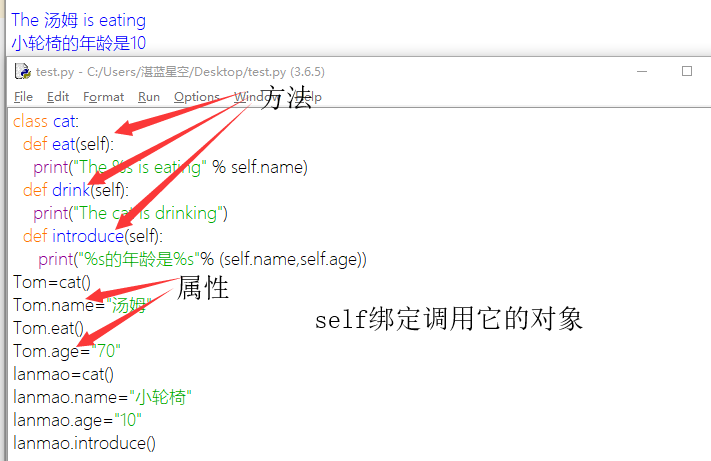 The 汤姆 is eating
小轮椅的年龄是10
test.py - C:/Users/湛蓝星空/Desktop/test.py (3.6.5)
File Edit Format Run Options Window Help
方法
class cat:
def eat(self):
print("The %s is eating" % self.name)
def drink(self):
print("The cat is drinking")
def introduce(self):
print("%s的年龄是%s"% (self.name,self.age))
Tom=cat()
属性
Tom.name="汤姆"
Tom.eat()
self绑定调用它的对象
Tom.age="70"
lanmao=cat()
lanmao.name="小轮椅"
lanmao.age="10"
lanmao.introduce()